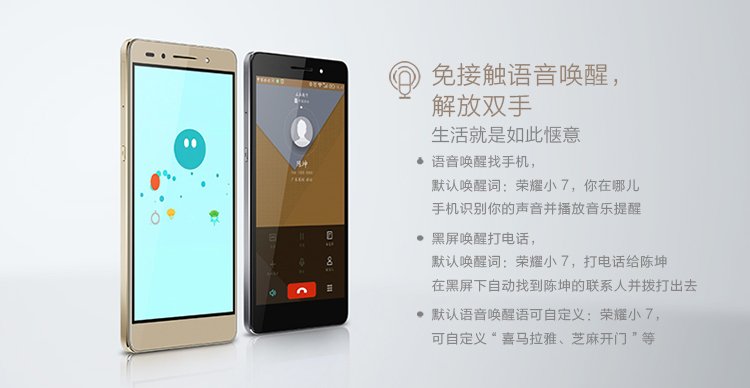 免接触语音唤醒，
解放双手
生活就是如此惬意
语音唤醒找手机，
默认唤醒词：荣耀小 7，你在哪儿
手机识别你的声音并播放音乐提醒
黑屏唤醒打电话，
默认唤醒词：荣耀小 7，打电话给陈坤
在黑屏下自动找到陈坤的联系人并拨打出去
默认语音唤醒语可自定义：荣耀小 7，
可自定义“ 喜马拉雅、芝麻开门 ”等
陈坤